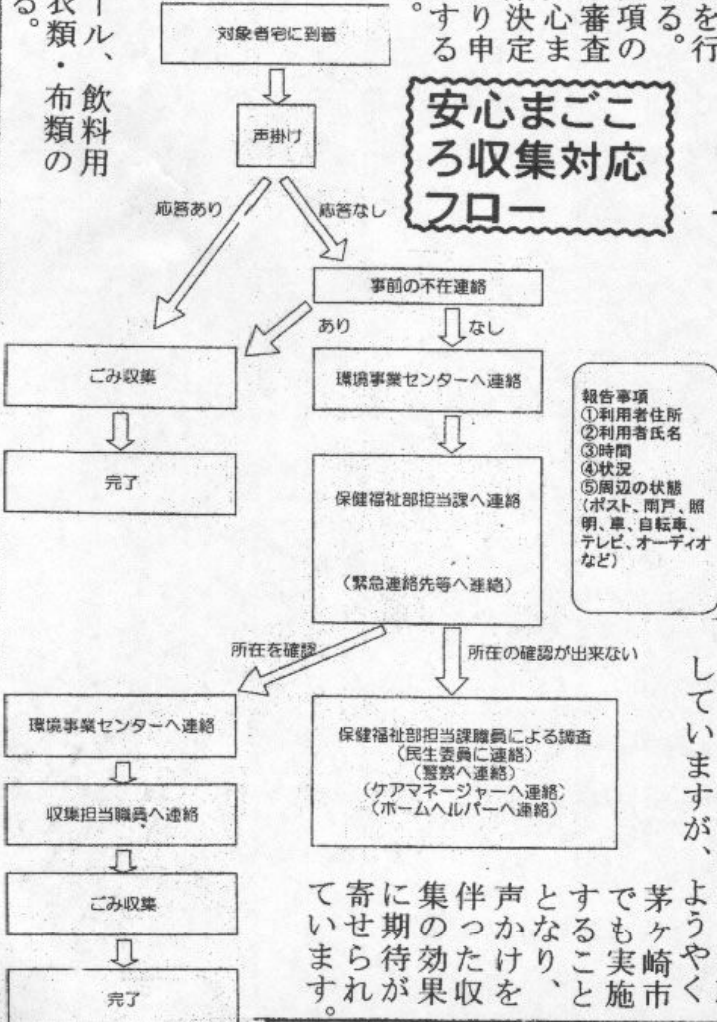 を行
る。
項の
審査
心ま
決定
り申
する
。
安心まごこ
ろ収集対応
フロー
ール、飲料用
衣類・布類の
る。
対象者宅に到着
声掛け
応答あり
応答なし
事前の不在連絡
あり
なし
ごみ収集
環境事業センターへ連絡
完了
保健福祉部担当課へ連絡
(緊急連絡先等へ連絡)
報告事項
①利用者住所
②利用者氏名
③時間
④状況
⑤周辺の状態
(ポスト、雨戸、照
明、車、自転車、
テレビ、オーディオ
など)
所在を確認
所在の確認が出来ない
環境事業センターへ連絡
保健福祉部担当課職員による調査
(民生委員に連絡)
(警察へ連絡)
(ケアマネージャーへ連絡)
(ホームヘルパーへ連絡)
収集担当職員へ連絡
ごみ収集
完了
していますが、ようやく
茅ヶ崎市
でも実施
すること
となり、
声かけを
伴った収
集の効果
に期待が
寄せられ
ています。